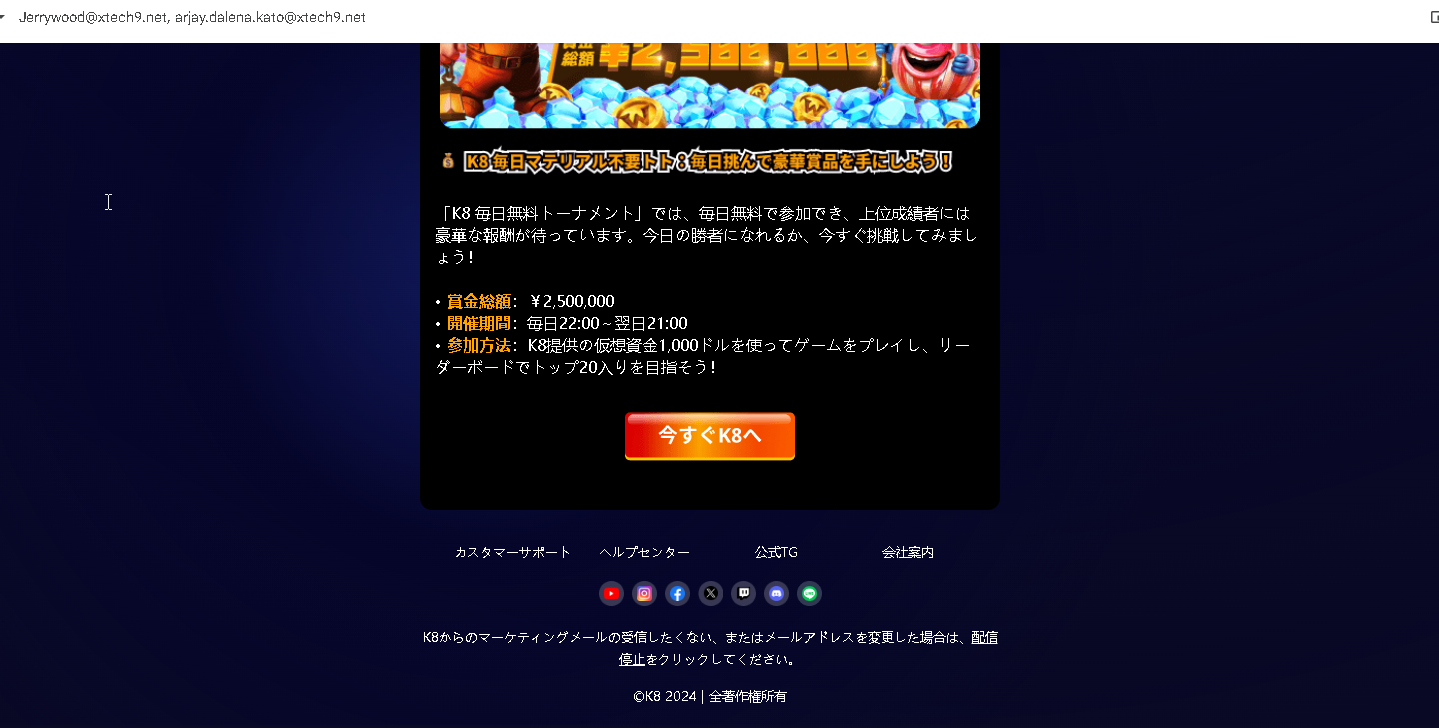 Jerrywood@xtech9.net, arjay.dalena.kato@xtech9.net
賞金
総額 ¥2,500,000
K8 毎日マテリアル不要トト：毎日挑んで豪華賞品を手にしよう！
「K8 毎日無料トーナメント」では、毎日無料で参加でき、上位成績者には
豪華な報酬が待っています。今日の勝者になれるか、今すぐ挑戦してみまし
ょう！
• 賞金総額：￥2,500,000
• 開催期間：毎日22:00～翌日21:00
• 参加方法：K8提供の仮想資金1,000ドルを使ってゲームをプレイし、リー
ダーボードでトップ20入りを目指そう！
今すぐK8へ
カスタマーサポート ヘルプセンター 公式TG 会社案内
K8からのマーケティングメールの受信したくない、またはメールアドレスを変更した場合は、配信
停止をクリックしてください。
©K8 2024 | 全著作権所有